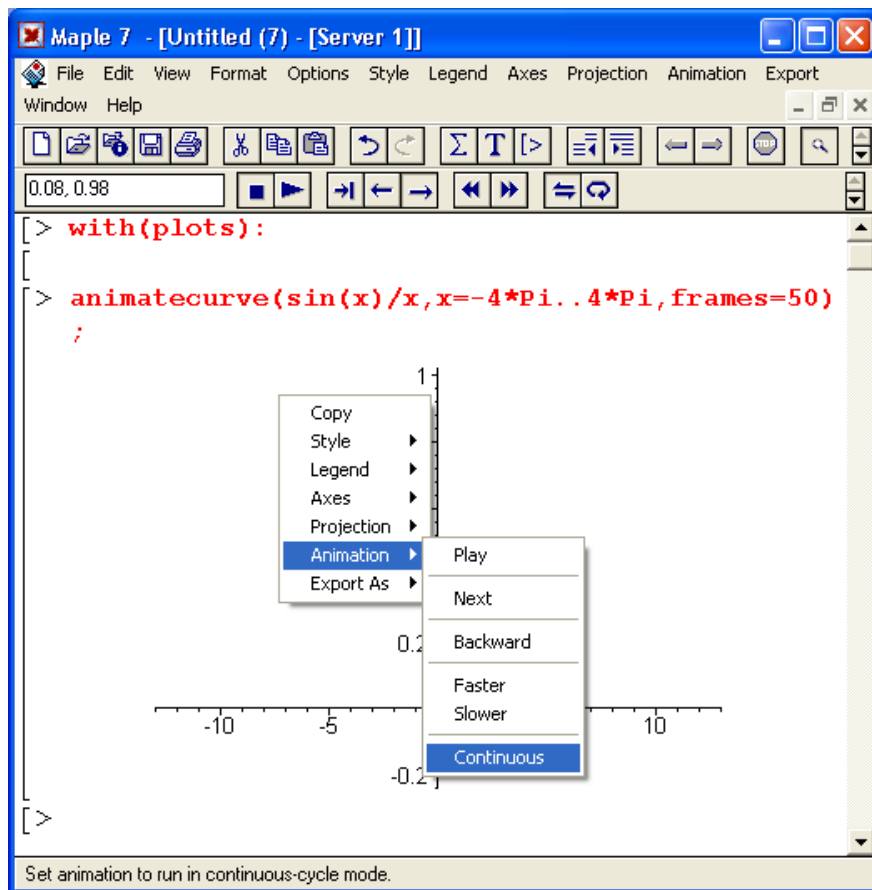 Maple 7 - [Untitled (7) - [Server 1]]
File Edit View Format Options Style Legend Axes Projection Animation Export
Window Help
Σ T [>
STOP
0.08, 0.98
[> with(plots):
[
[> animatecurve(sin(x)/x,x=-4*Pi..4*Pi,frames=50)
;
1
Copy
Style
Legend
Axes
Projection
Animation
Export As
Play
Next
Backward
Faster
Slower
Continuous
0.2
-10 -5 10
-0.2
[>
Set animation to run in continuous-cycle mode.